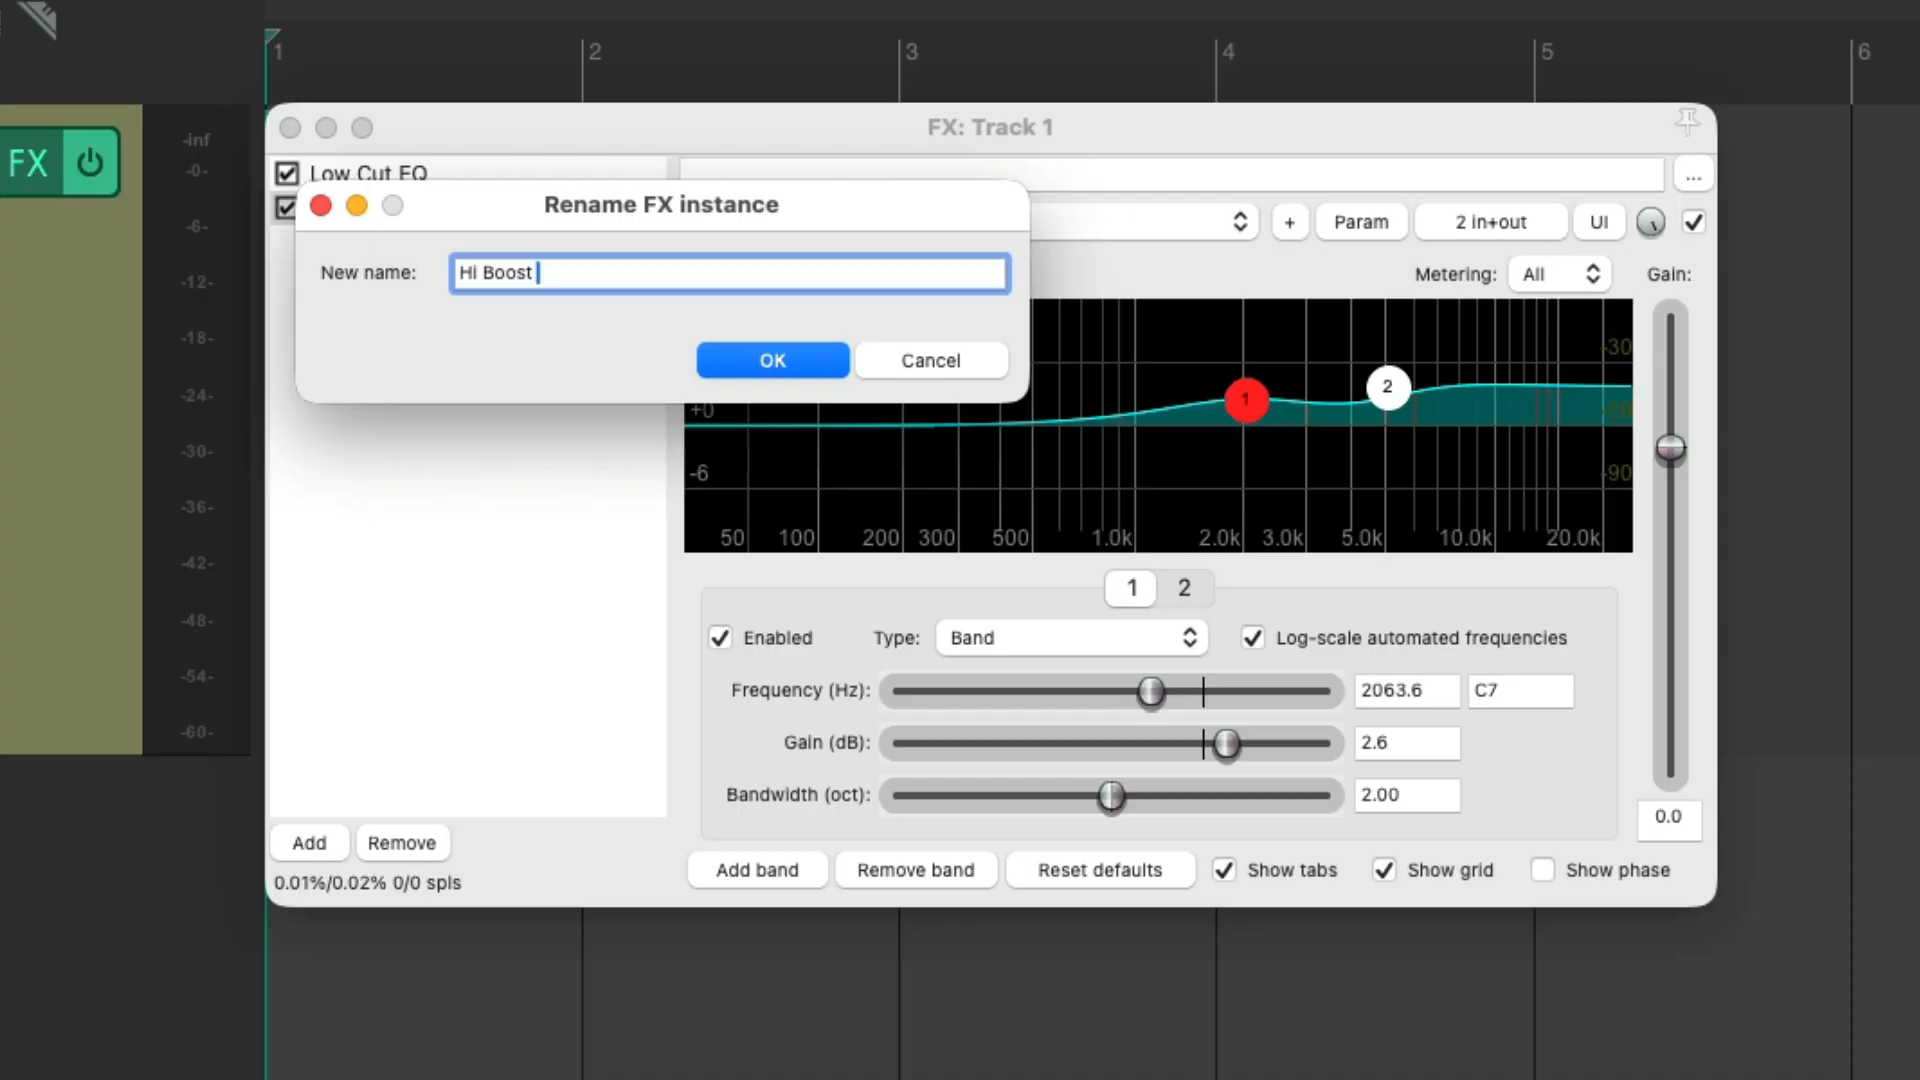 1 2 3 4 5 6
FX: Track 1
FX
-inf
-0-
-6-
-12-
-18-
-24-
-30-
-36-
-42-
-48-
-54-
-60-
Low Cut EQ
...
Rename FX instance
New name: Hi Boost
OK Cancel
+ Param 2 in+out UI
Metering: All Gain:
-30
1 2
+0
-60
-6 -90
50 100 200 300 500 1.0k 2.0k 3.0k 5.0k 10.0k 20.0k
1 2
Enabled Type: Band Log-scale automated frequencies
Frequency (Hz): 2063.6 C7
Gain (dB): 2.6
Bandwidth (oct): 2.00
0.0
Add Remove
Add band Remove band Reset defaults Show tabs Show grid Show phase
0.01%/0.02% 0/0 spls